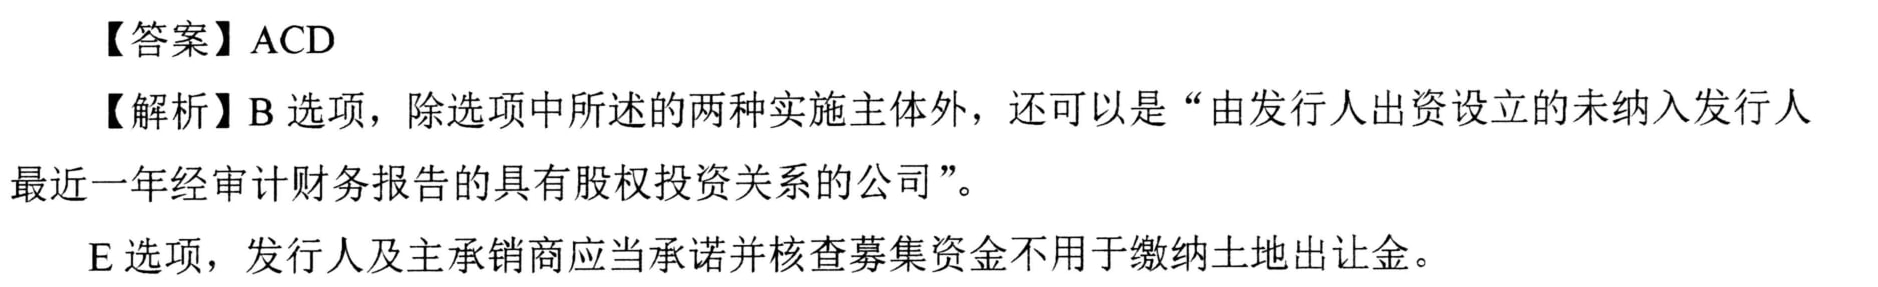 【答案】ACD
【解析】B 选项，除选项中所述的两种实施主体外，还可以是“由发行人出资设立的未纳入发行人
最近一年经审计财务报告的具有股权投资关系的公司”。
E 选项，发行人及主承销商应当承诺并核查募集资金不用于缴纳土地出让金。